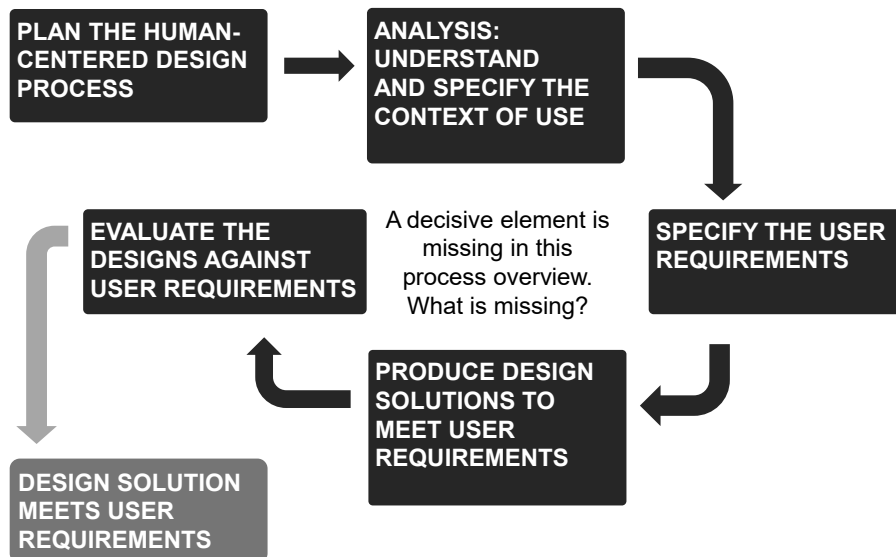 PLAN THE HUMAN-
CENTERED DESIGN
PROCESS
ANALYSIS:
UNDERSTAND
AND SPECIFY THE
CONTEXT OF USE
SPECIFY THE USER
REQUIREMENTS
PRODUCE DESIGN
SOLUTIONS TO
MEET USER
REQUIREMENTS
EVALUATE THE
DESIGNS AGAINST
USER REQUIREMENTS
DESIGN SOLUTION
MEETS USER
REQUIREMENTS
A decisive element is
missing in this
process overview.
What is missing?